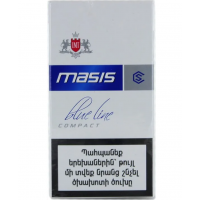 masis
blue line
COMPACT
Պահպանեք
երեխաներին՝ թույլ
մի տվեք նրանց շնչել
ծխախոտի ծուխը